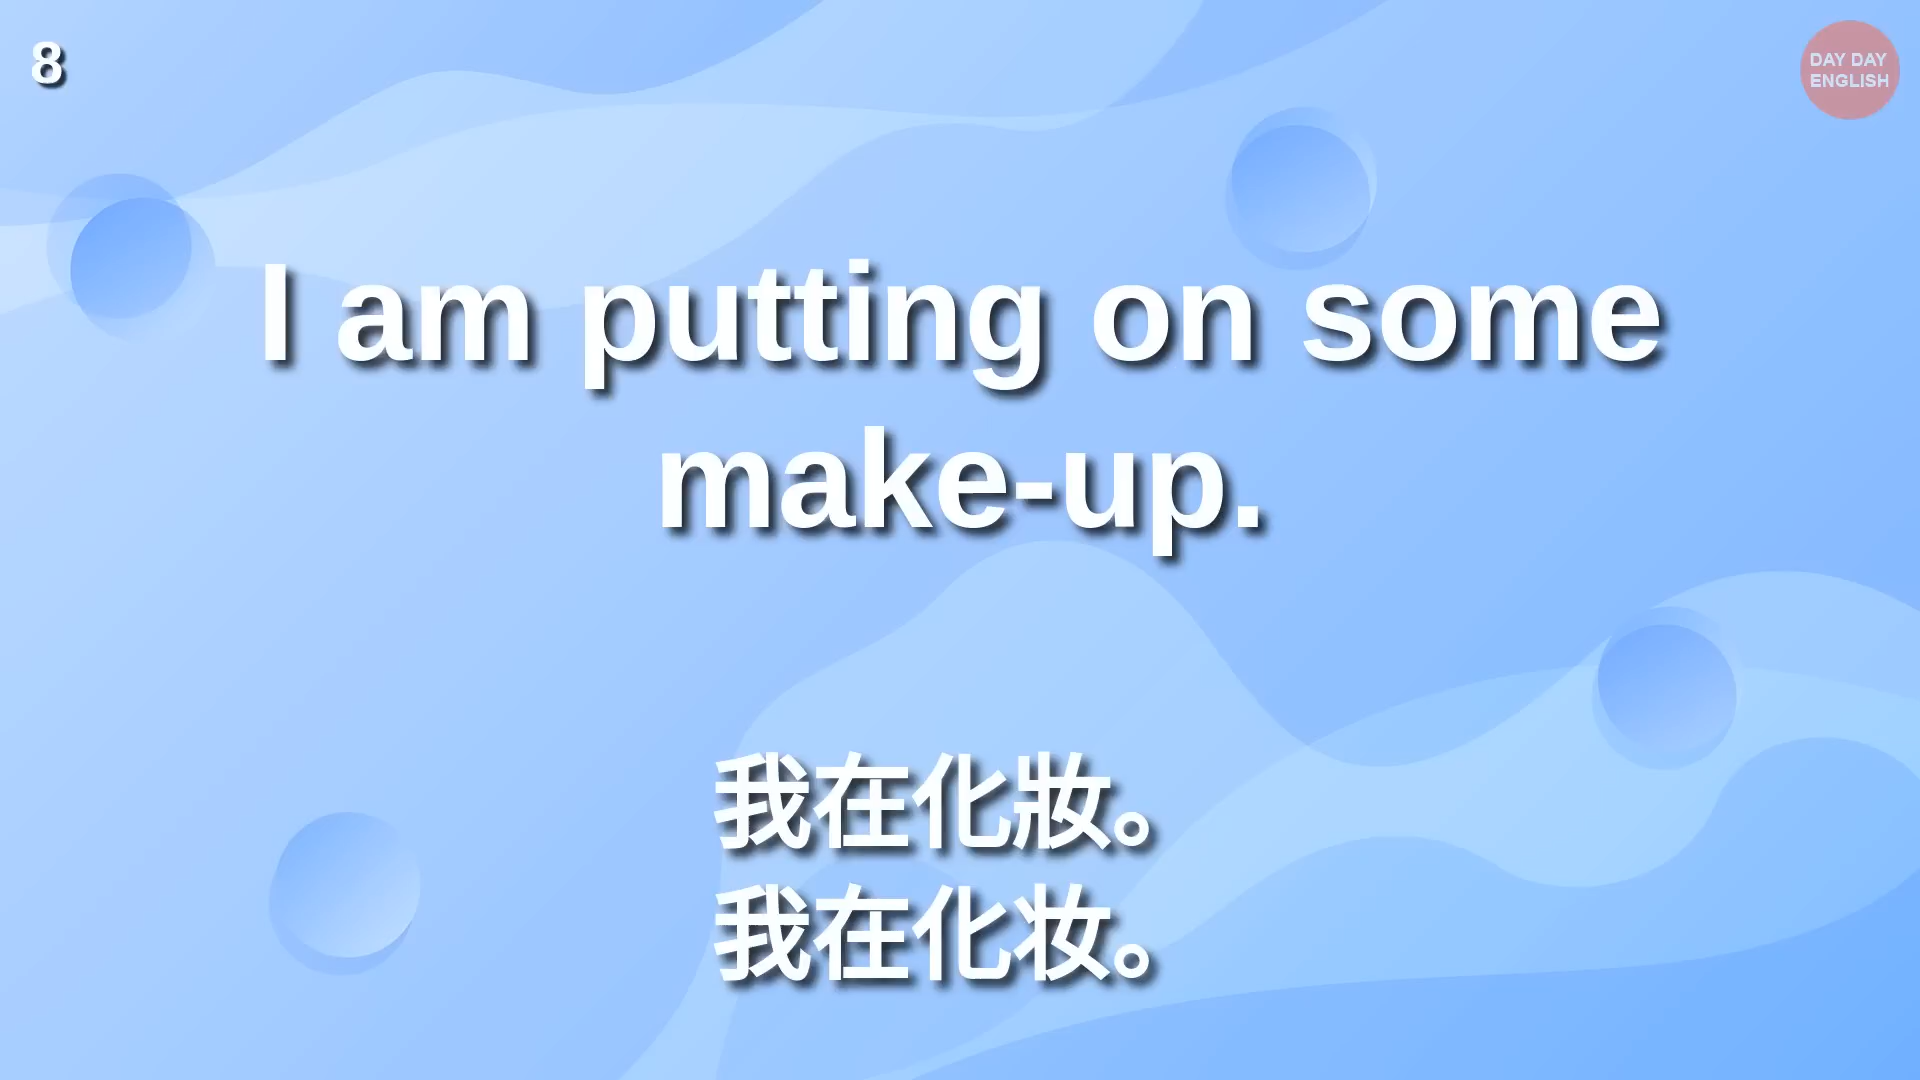 8
DAY DAY
ENGLISH
I am putting on some
make-up.
我在化妝。
我在化妆。